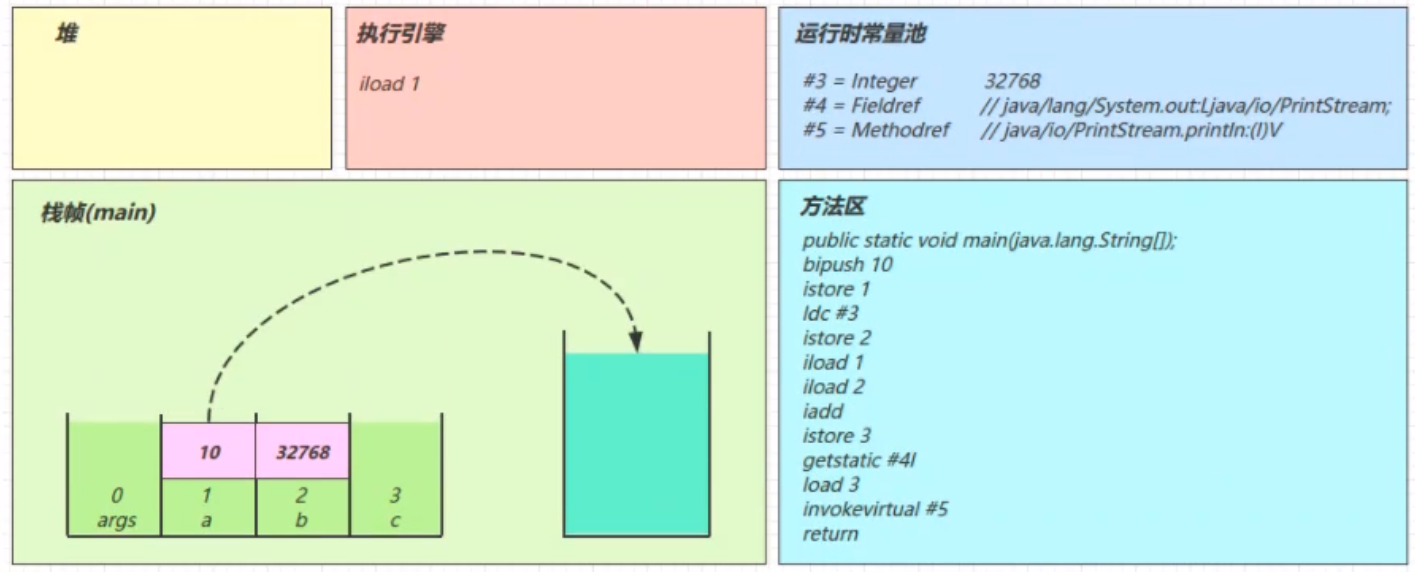 堆
执行引擎
iload 1
运行时常量池
#3 = Integer 32768
#4 = Fieldref // java/lang/System.out:Ljava/io/PrintStream;
#5 = Methodref // java/io/PrintStream.println:(I)V
栈帧(main)
10 32768
0 1 2 3
args a b c
方法区
public static void main(java.lang.String[]);
bipush 10
istore 1
ldc #3
istore 2
iload 1
iload 2
iadd
istore 3
getstatic #4I
load 3
invokevirtual #5
return